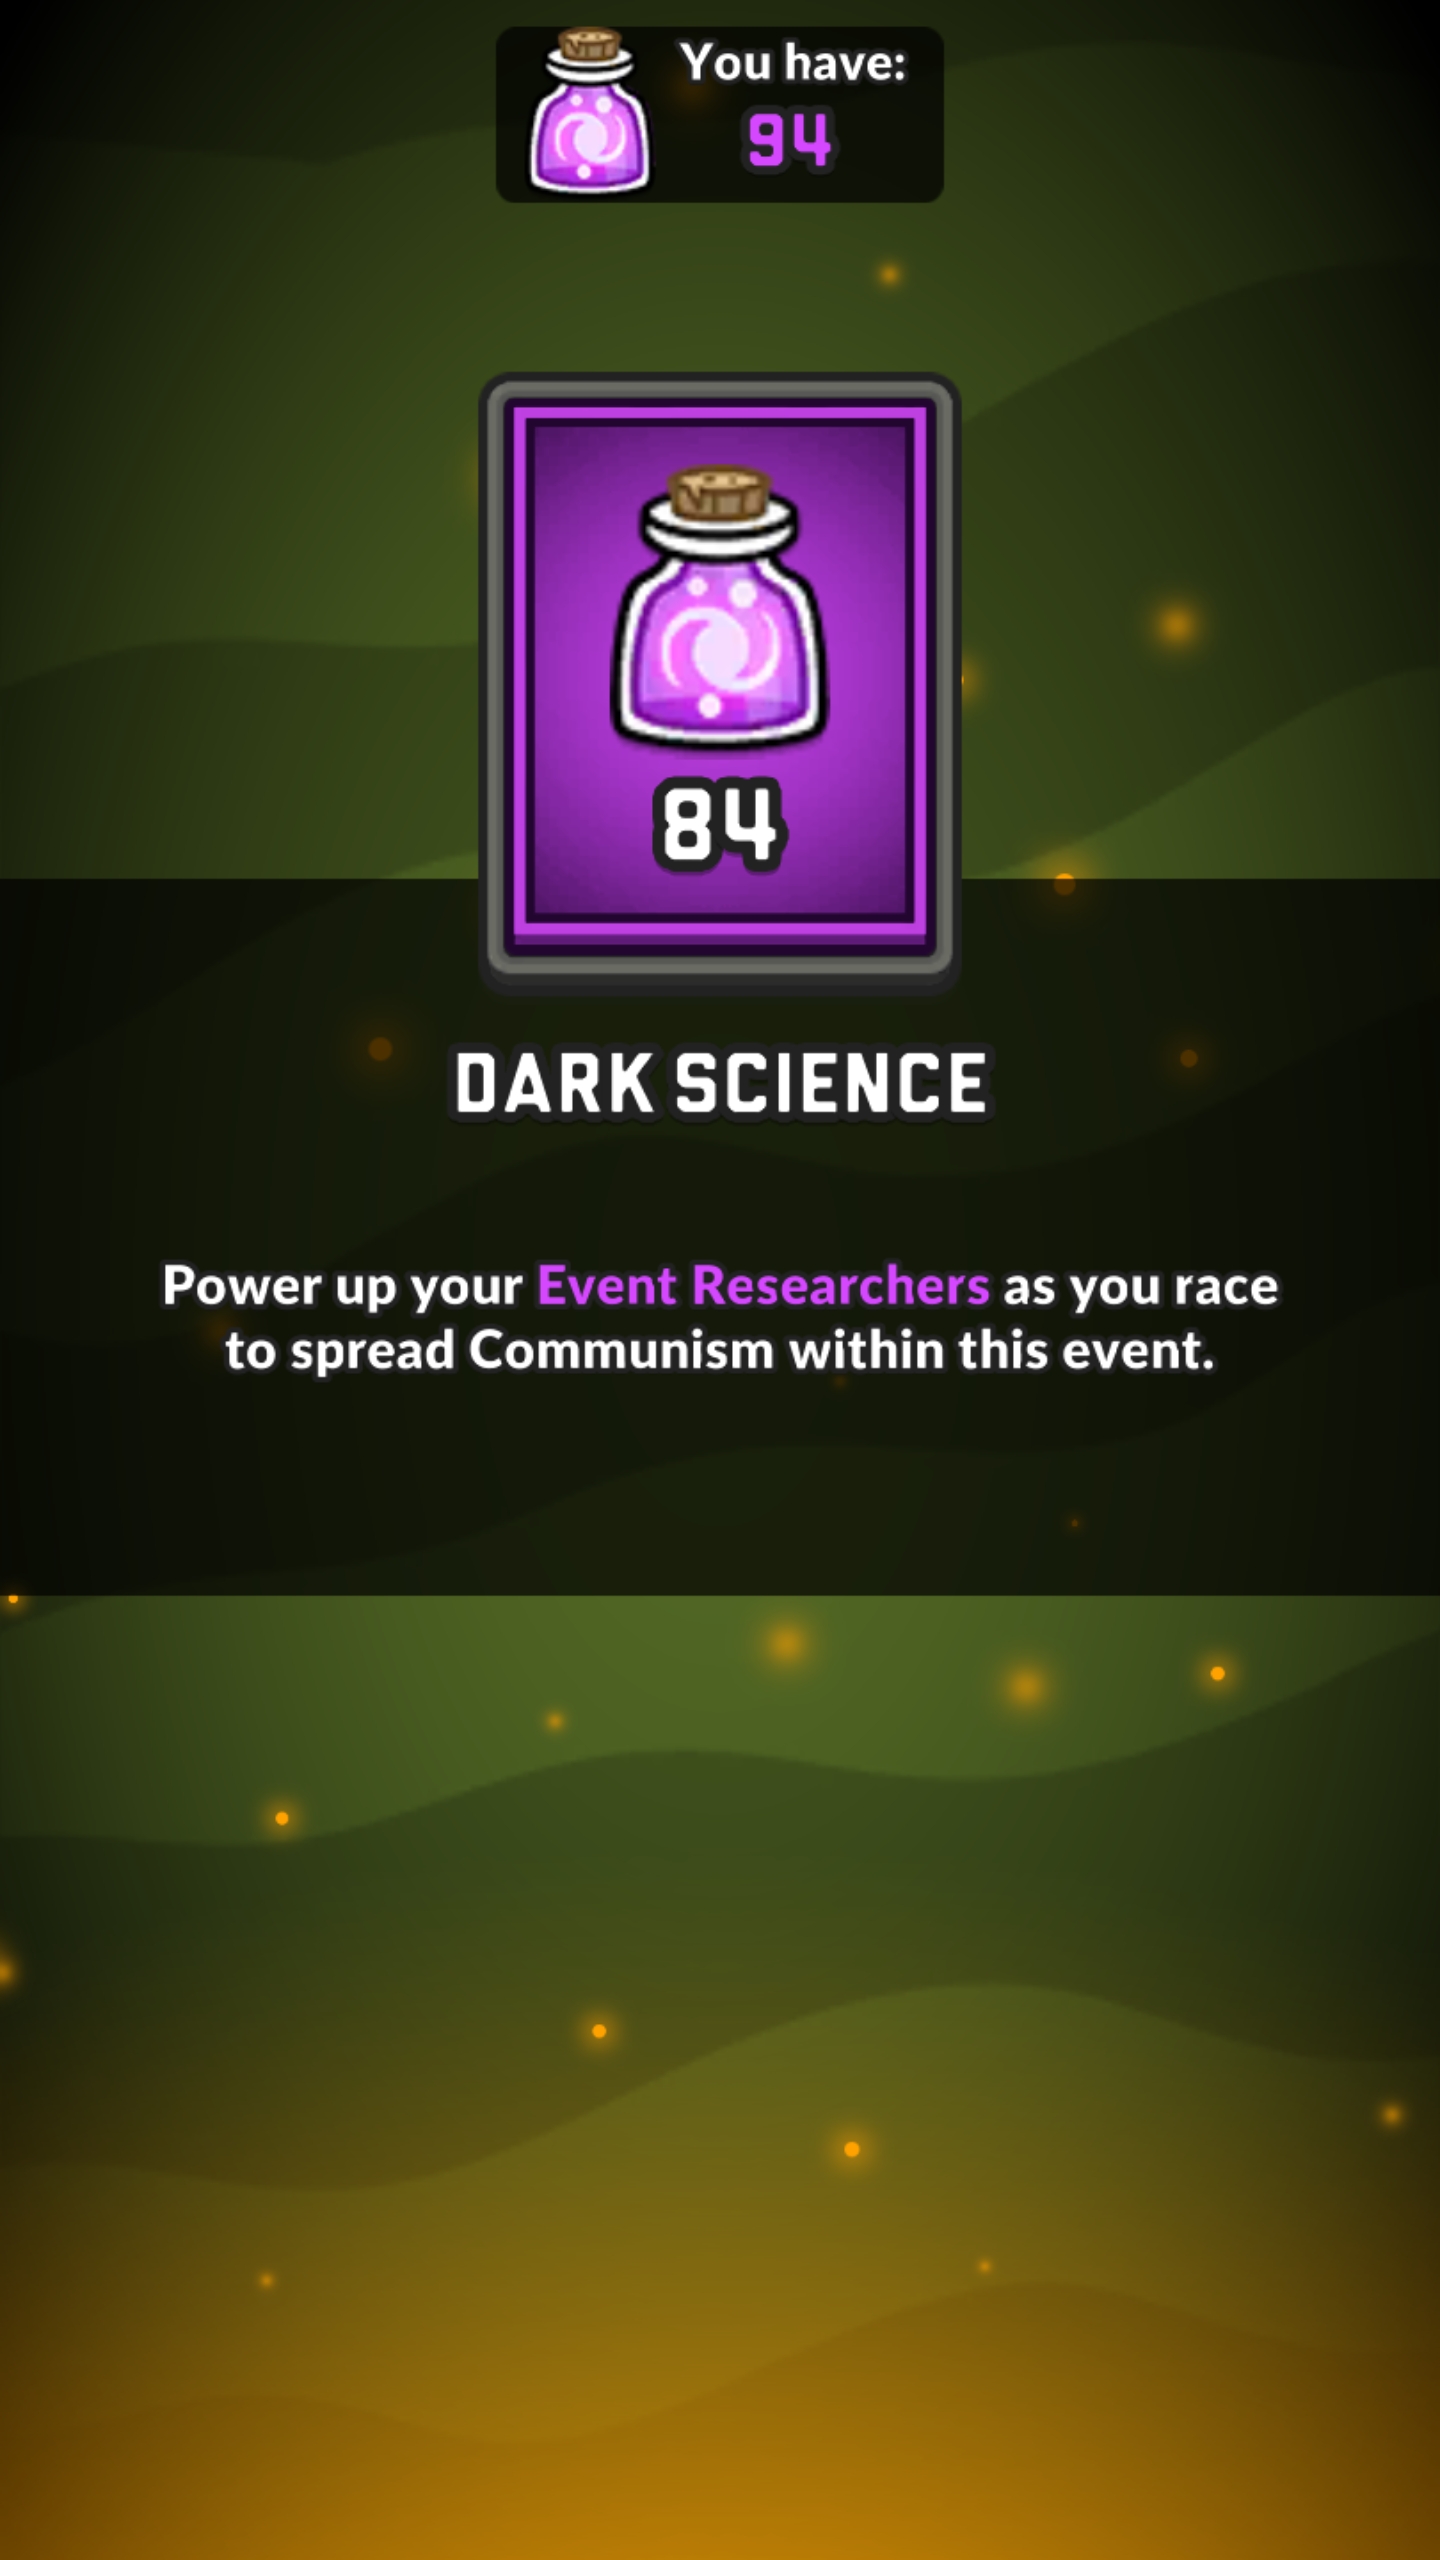 You have:
94
84
DARK SCIENCE
Power up your Event Researchers as you race
to spread Communism within this event.